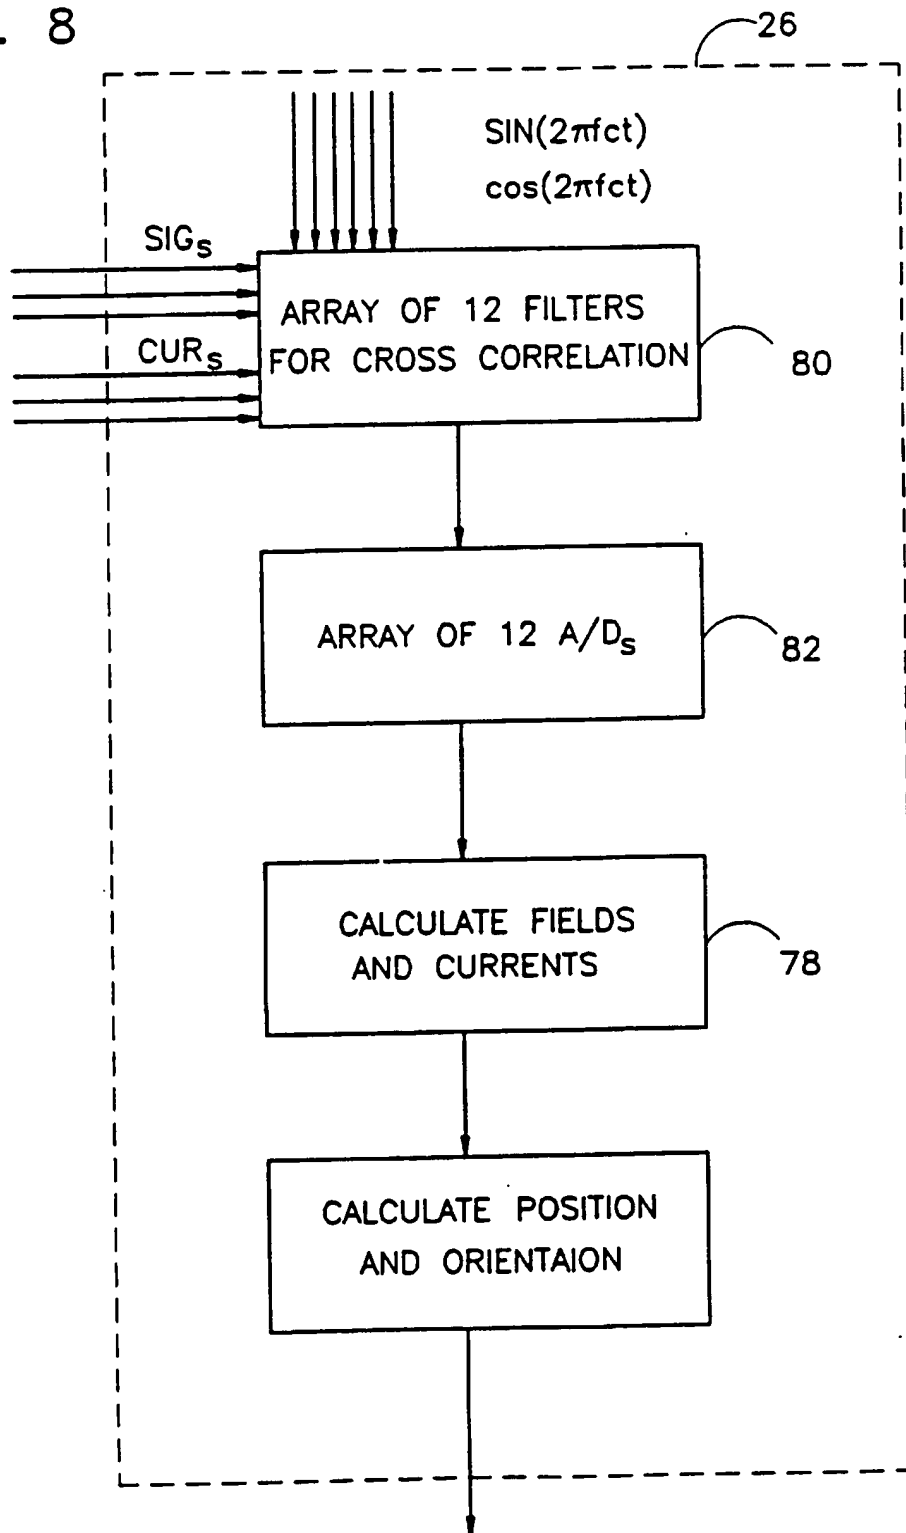 . 8
26
SIN(2πfct)
cos(2πfct)
SIGs
ARRAY OF 12 FILTERS
FOR CROSS CORRELATION
CURs
80
ARRAY OF 12 A/Ds
82
CALCULATE FIELDS
AND CURRENTS
78
CALCULATE POSITION
AND ORIENTAION